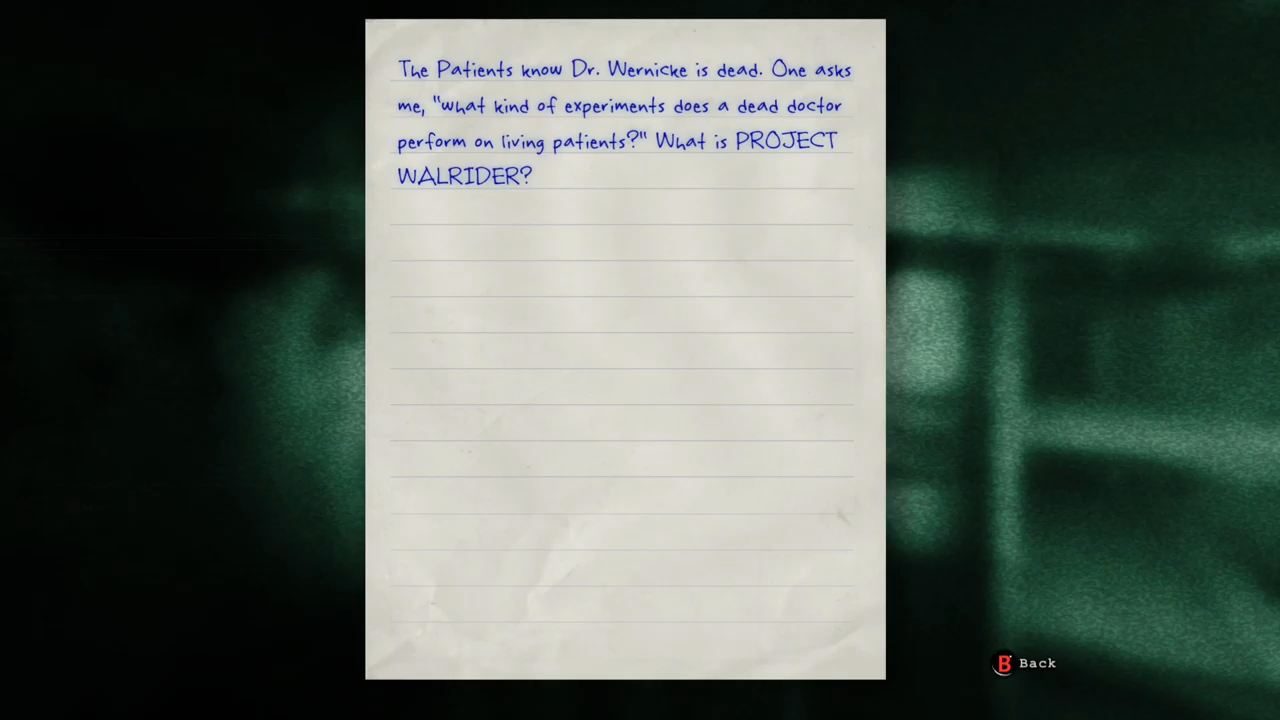 The Patients know Dr. Wernicke is dead. One asks
me, "what kind of experiments does a dead doctor
perform on living patients?" What is PROJECT
WALRIDER?
B Back